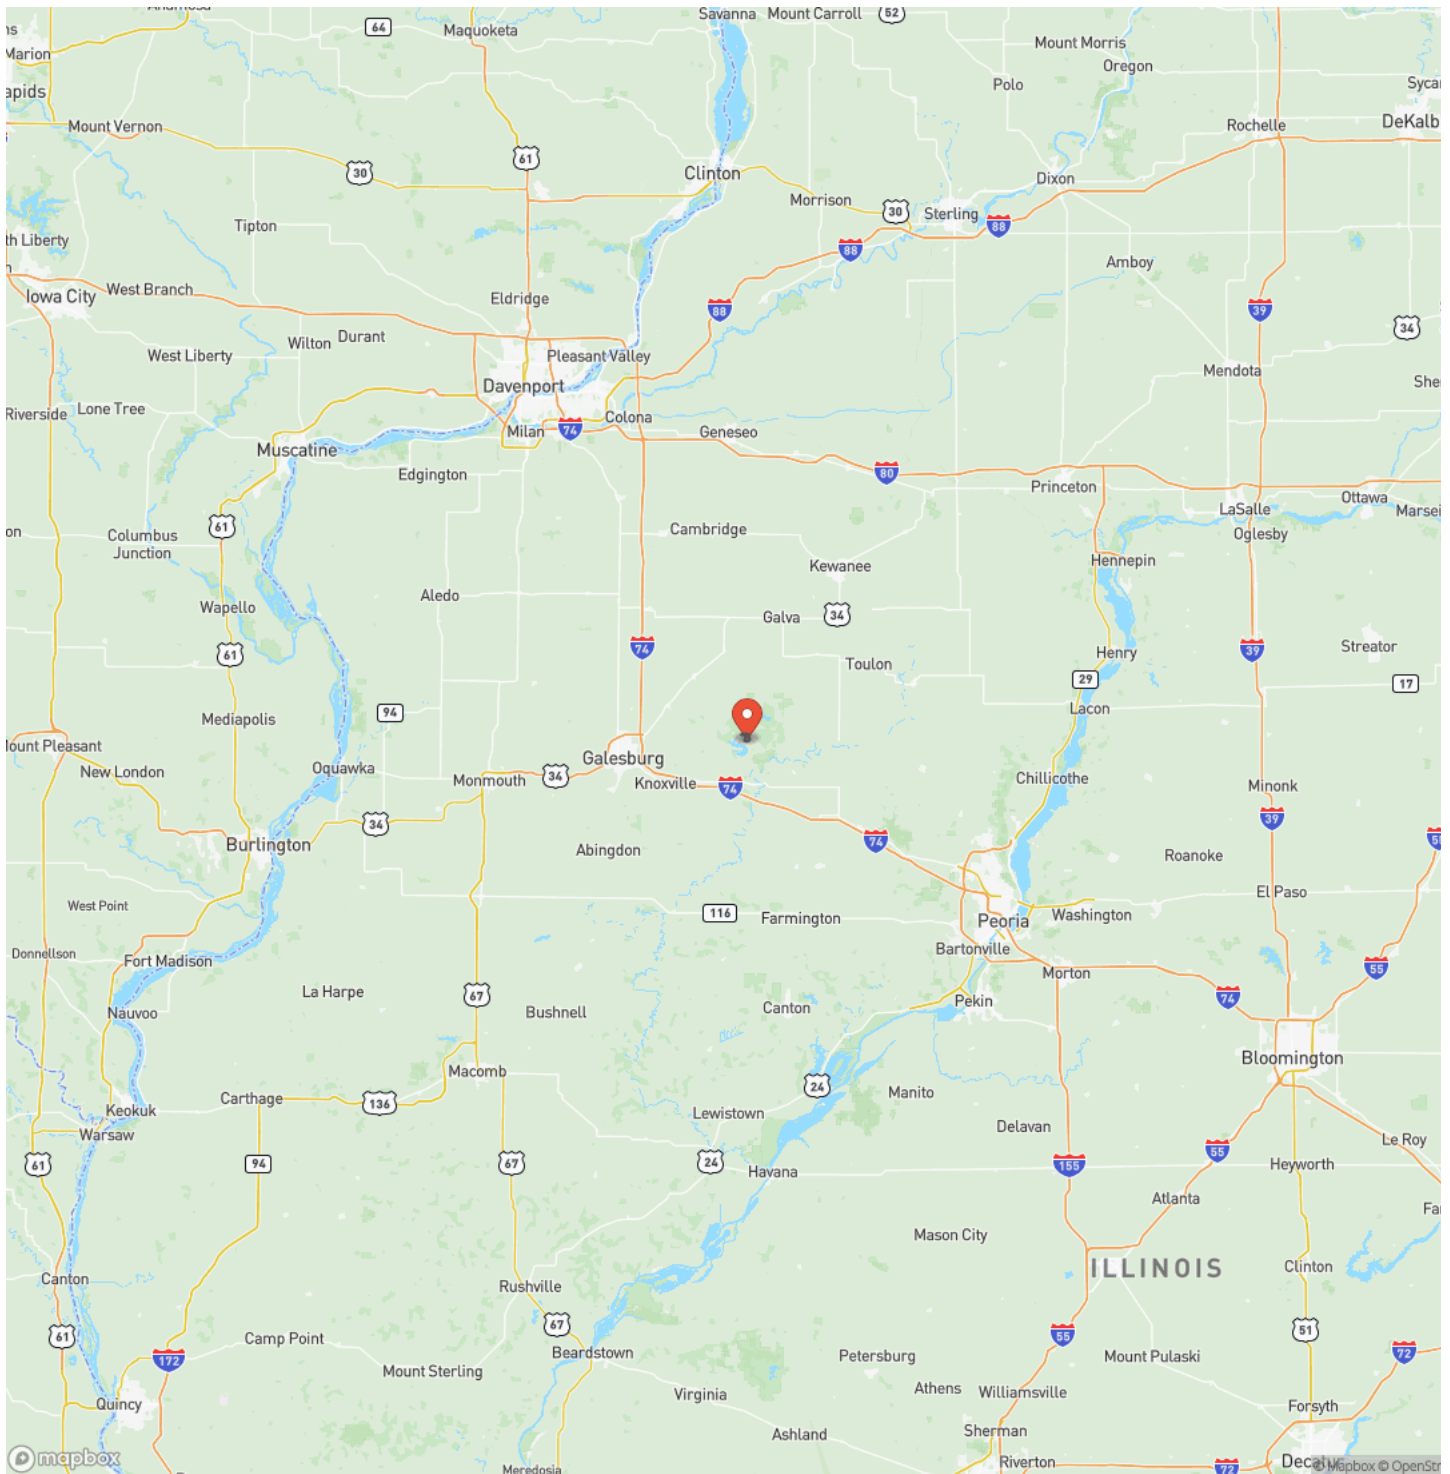 Savanna
Mount Carroll
52
64
Maquoketa
Mount Morris
Oregon
Marion
Polo
Syca
apids
Mount Vernon
Rochelle
DeKalb
61
30
Clinton
Dixon
Morrison
30
Sterling
88
Tipton
th Liberty
88
Amboy
Iowa City
West Branch
Eldridge
88
39
34
Durant
Wilton
West Liberty
Pleasant Valley
Mendota
Davenport
She
Riverside
Lone Tree
Colona
Milan
74
Geneseo
Muscatine
Edgington
80
Princeton
Ottawa
LaSalle
Marsei
61
Cambridge
on
Columbus
Junction
Oglesby
Hennepin
Kewanee
Aledo
Wapello
Galva
34
74
61
Henry
39
Streator
Toulon
29
17
94
Lacon
Mediapolis
Mount Pleasant
Galesburg
New London
Oquawka
Monmouth
34
Knoxville
74
Chillicothe
Minonk
34
39
Burlington
74
55
Abingdon
Roanoke
El Paso
West Point
116
Farmington
Washington
Peoria
Donnellson
Fort Madison
Bartonville
Morton
55
La Harpe
67
74
Pekin
Nauvoo
Bushnell
Canton
Bloomington
Macomb
24
Manito
Carthage
136
Keokuk
Lewistown
Delavan
Warsaw
Le Roy
61
94
67
24
Havana
155
55
Heyworth
Atlanta
Fa
Mason City
ILLINOIS
Canton
Rushville
Clinton
61
Camp Point
67
55
51
172
Beardstown
Petersburg
Mount Pulaski
72
Mount Sterling
Virginia
Athens
Williamsville
Quincy
Forsyth
Ashland
Sherman
mapbox
Meredosia
Riverton
72
Decatur
© Mapbox © OpenStr